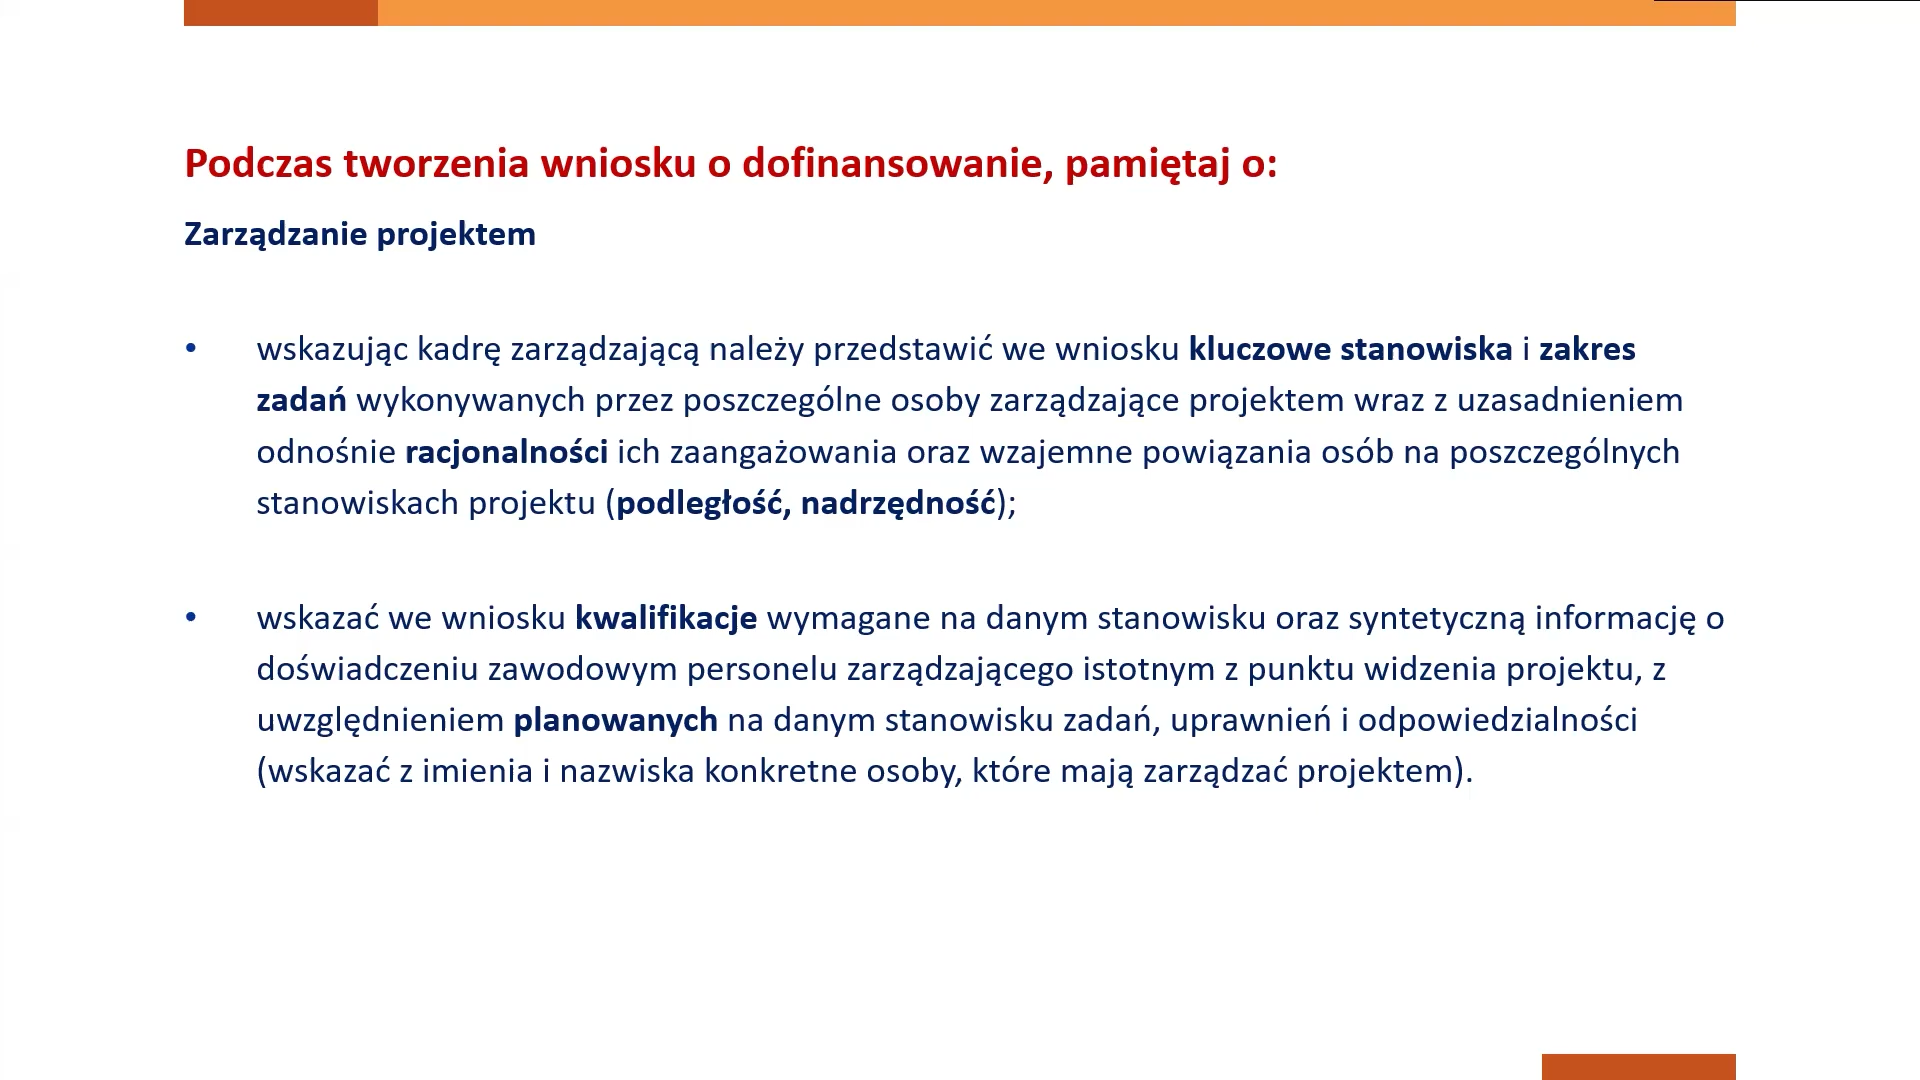 Podczas tworzenia wniosku o dofinansowanie, pamiętaj o:
Zarządzanie projektem
• wskazując kadrę zarządzającą należy przedstawić we wniosku kluczowe stanowiska i zakres
zadań wykonywanych przez poszczególne osoby zarządzające projektem wraz z uzasadnieniem
odnośnie racjonalności ich zaangażowania oraz wzajemne powiązania osób na poszczególnych
stanowiskach projektu (podległość, nadrzędność);
• wskazać we wniosku kwalifikacje wymagane na danym stanowisku oraz syntetyczną informację o
doświadczeniu zawodowym personelu zarządzającego istotnym z punktu widzenia projektu, z
uwzględnieniem planowanych na danym stanowisku zadań, uprawnień i odpowiedzialności
(wskazać z imienia i nazwiska konkretne osoby, które mają zarządzać projektem).